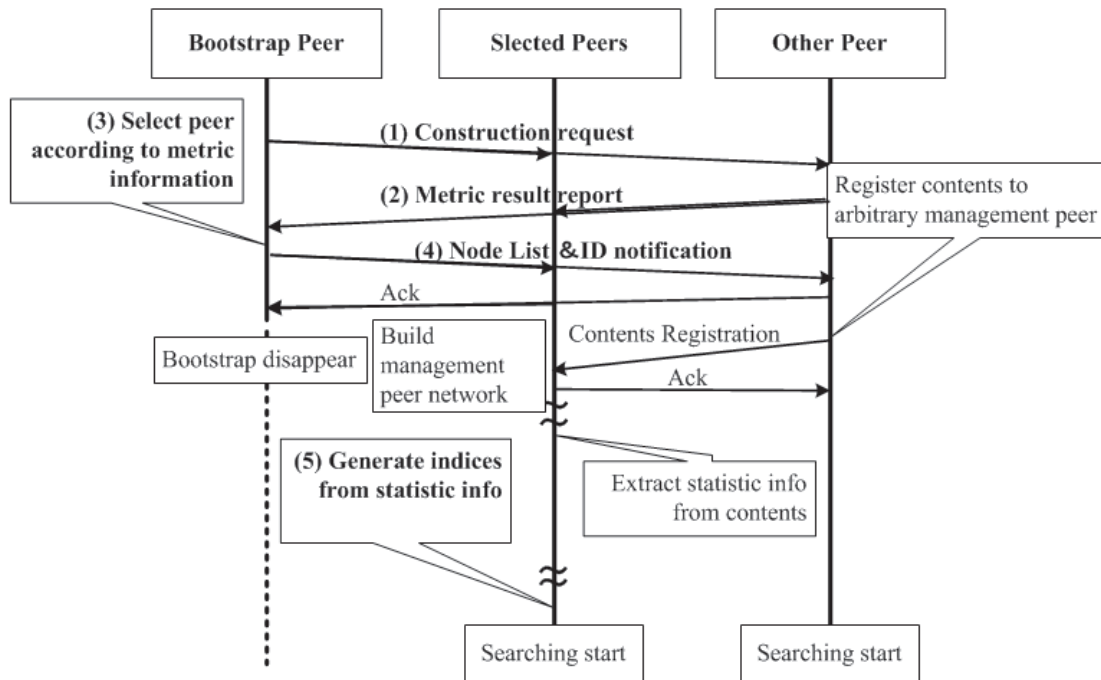 Bootstrap Peer
Slected Peers
Other Peer
(3) Select peer
according to metric
information
(1) Construction request
(2) Metric result report
Register contents to
arbitrary management peer
(4) Node List &ID notification
Ack
Contents Registration
Bootstrap disappear
Build
management
peer network
Ack
(5) Generate indices
from statistic info
Extract statistic info
from contents
Searching start
Searching start